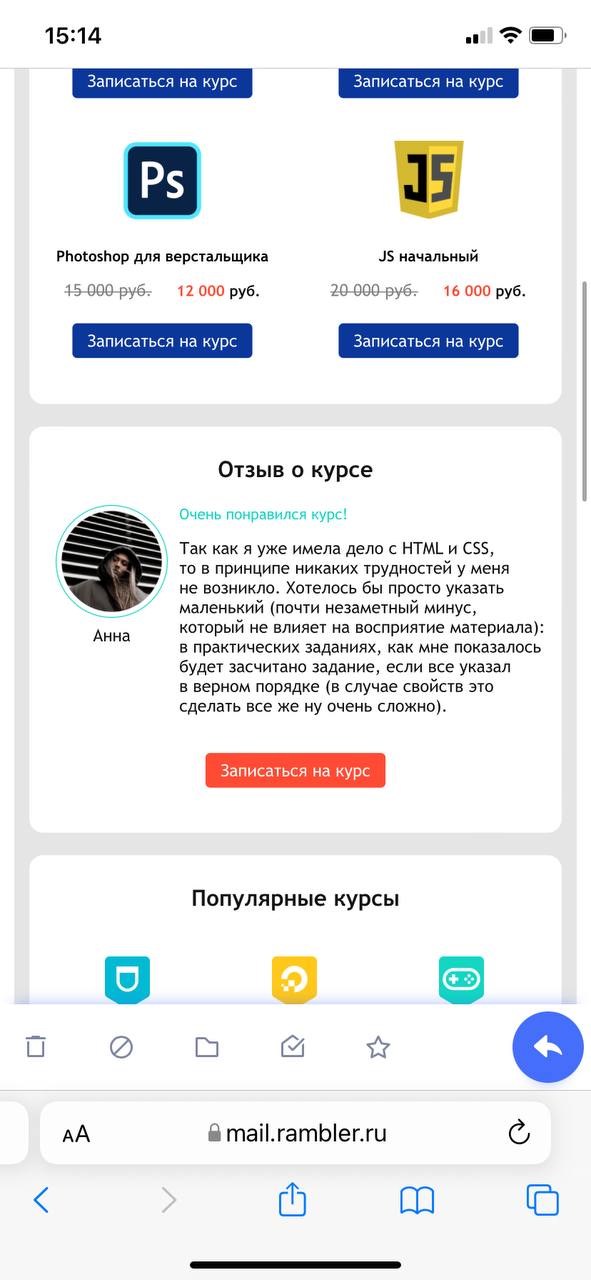 15:14
Записаться на курс
Записаться на курс
Ps
JS
Photoshop для верстальщика
JS начальный
15 000 руб. 12 000 руб.
20 000 руб. 16 000 руб.
Записаться на курс
Записаться на курс
Отзыв о курсе
Очень понравился курс!
Так как я уже имела дело с HTML и CSS,
то в принципе никаких трудностей у меня
не возникло. Хотелось бы просто указать
маленький (почти незаметный минус,
который не влияет на восприятие материала):
в практических заданиях, как мне показалось
будет засчитано задание, если все указал
в верном порядке (в случае свойств это
сделать все же ну очень сложно).
Анна
Записаться на курс
Популярные курсы
AA
mail.rambler.ru